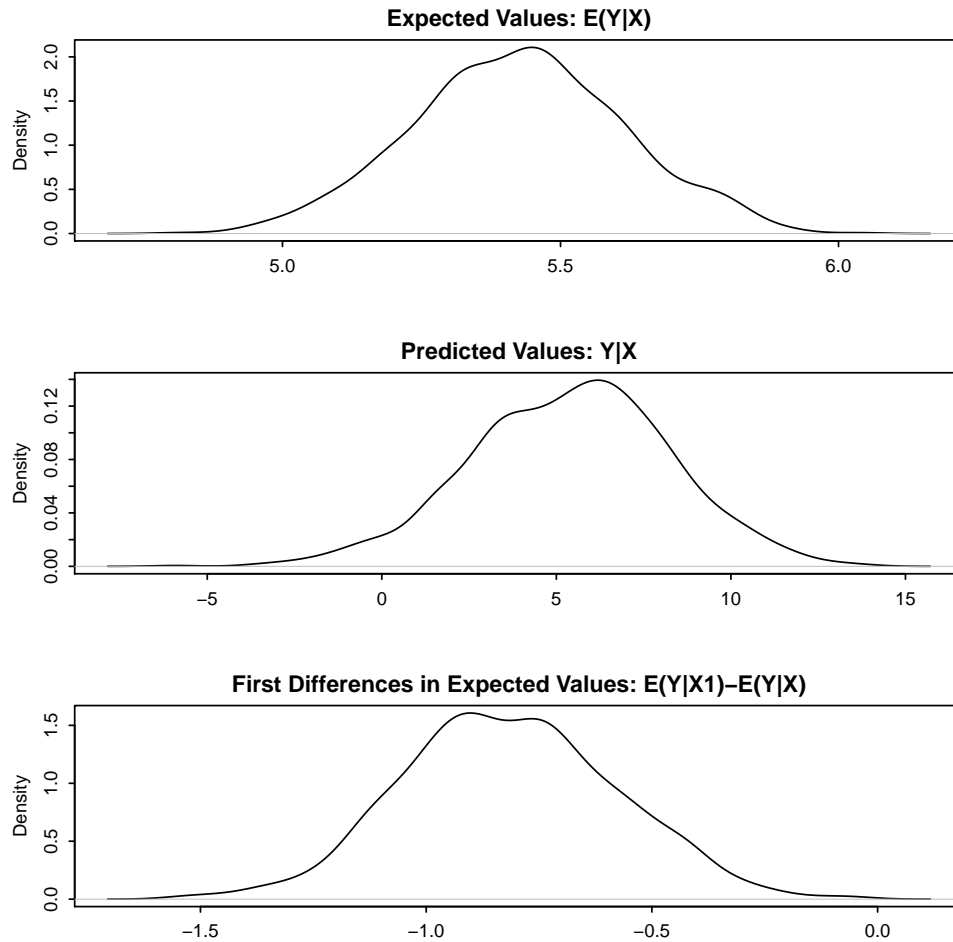 Expected Values: E(Y|X)
Density
0.0 0.5 1.0 1.5 2.0
5.0 5.5 6.0
Predicted Values: Y|X
Density
0.00 0.04 0.08 0.12
−5 0 5 10 15
First Differences in Expected Values: E(Y|X1)−E(Y|X)
Density
0.0 0.5 1.0 1.5
−1.5 −1.0 −0.5 0.0